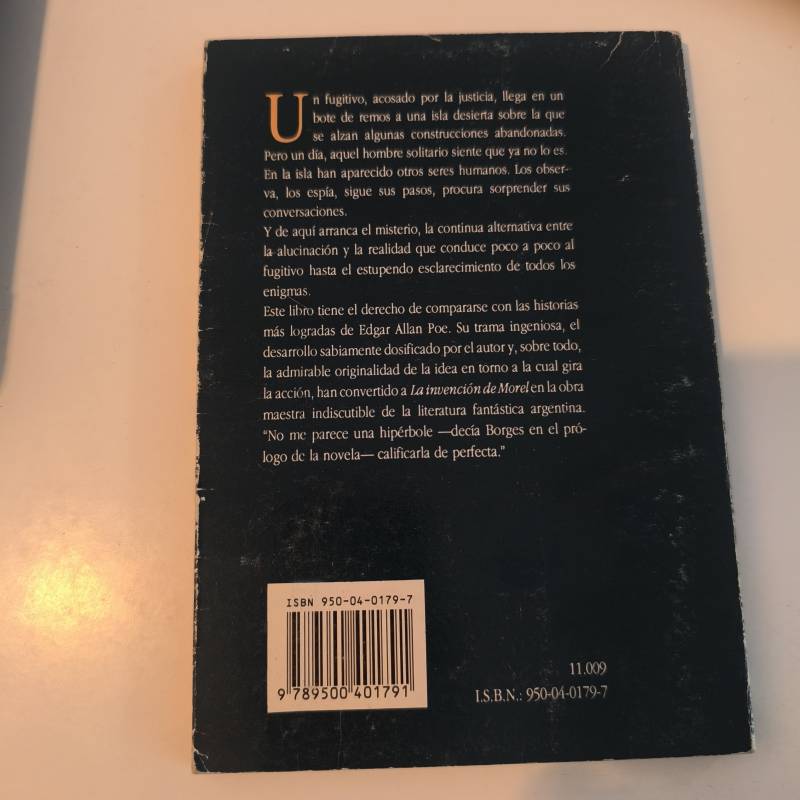 Un fugitivo, acosado por la justicia, llega en un
bote de remos a una isla desierta sobre la que
se alzan algunas construcciones abandonadas.
Pero un día, aquel hombre solitario siente que ya no lo es.
En la isla han aparecido otros seres humanos. Los obser-
va, los espía, sigue sus pasos, procura sorprender sus
conversaciones.
Y de aquí arranca el misterio, la continua alternativa entre
la alucinación y la realidad que conduce poco a poco al
fugitivo hasta el estupendo esclarecimiento de todos los
enigmas.
Este libro tiene el derecho de compararse con las historias
más logradas de Edgar Allan Poe. Su trama ingeniosa, el
desarrollo sabiamente dosificado por el autor y, sobre todo,
la admirable originalidad de la idea en torno a la cual gira
la acción, han convertido a La invención de Morel en la obra
maestra indiscutible de la literatura fantástica argentina.
"No me parece una hipérbole —decía Borges en el pró-
logo de la novela— calificarla de perfecta."
ISBN 950-04-0179-7
9 789500 401791
11.009
I.S.B.N.: 950-04-0179-7